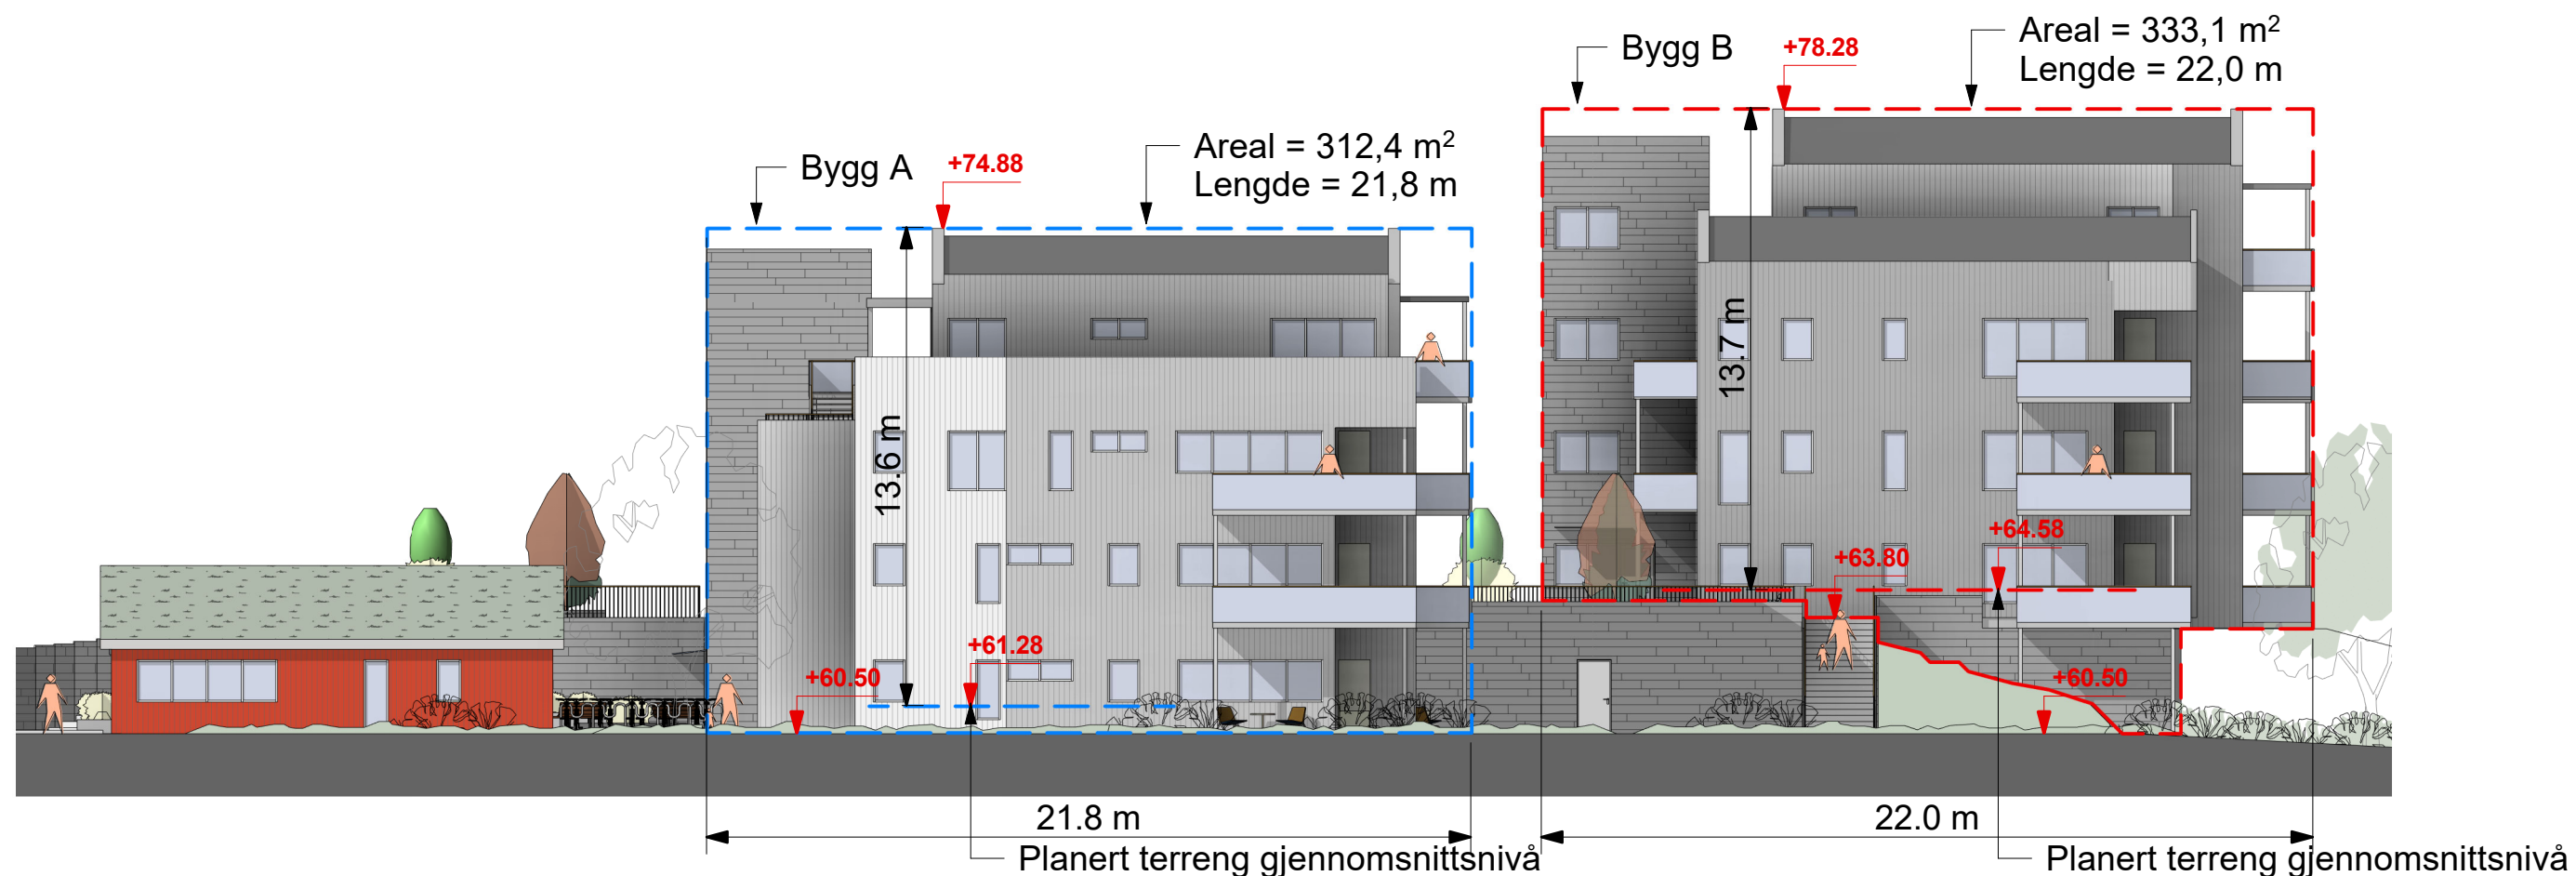 Bygg A
+74.88
Areal = 312,4 m²
Lengde = 21,8 m
Bygg B
+78.28
Areal = 333,1 m²
Lengde = 22,0 m
13.6 m
13.7 m
+60.50
+61.28
+63.80
+64.58
+60.50
21.8 m
22.0 m
Planert terreng gjennomsnittsnivå
Planert terreng gjennomsnittsnivå